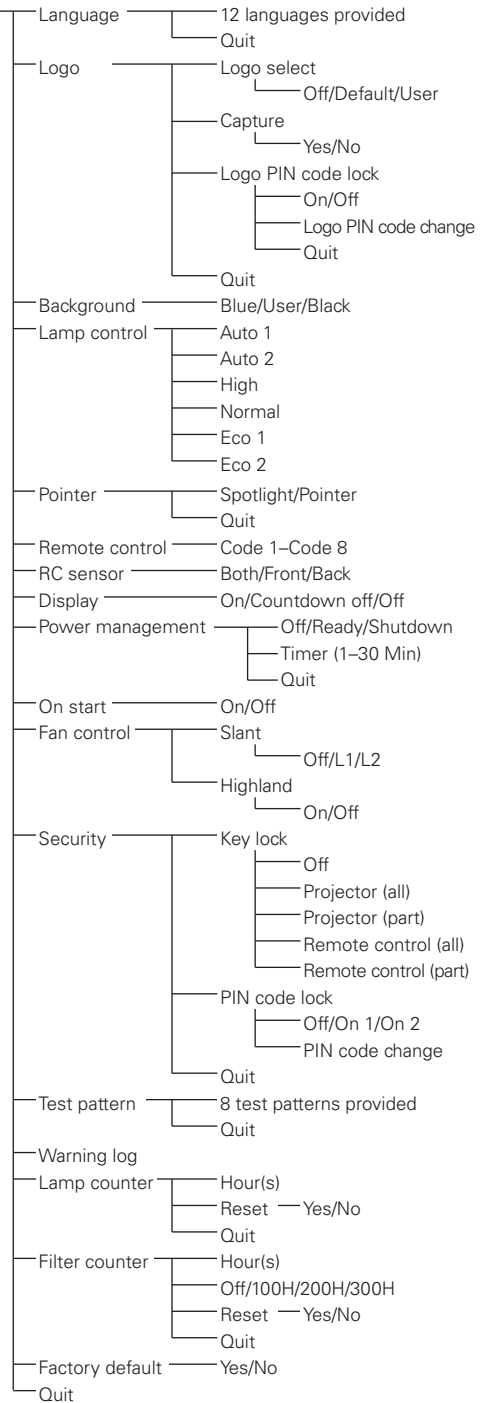 Language 12 languages provided
Quit
Logo Logo select
Off/Default/User
Capture
Yes/No
Logo PIN code lock
On/Off
Logo PIN code change
Quit
Quit
Background Blue/User/Black
Lamp control Auto 1
Auto 2
High
Normal
Eco 1
Eco 2
Pointer Spotlight/Pointer
Quit
Remote control Code 1–Code 8
RC sensor Both/Front/Back
Display On/Countdown off/Off
Power management Off/Ready/Shutdown
Timer (1–30 Min)
Quit
On start On/Off
Fan control Slant
Off/L1/L2
Highland
On/Off
Security Key lock
Off
Projector (all)
Projector (part)
Remote control (all)
Remote control (part)
PIN code lock
Off/On 1/On 2
PIN code change
Quit
Test pattern 8 test patterns provided
Quit
Warning log
Lamp counter Hour(s)
Reset Yes/No
Quit
Filter counter Hour(s)
Off/100H/200H/300H
Reset Yes/No
Quit
Factory default Yes/No
Quit